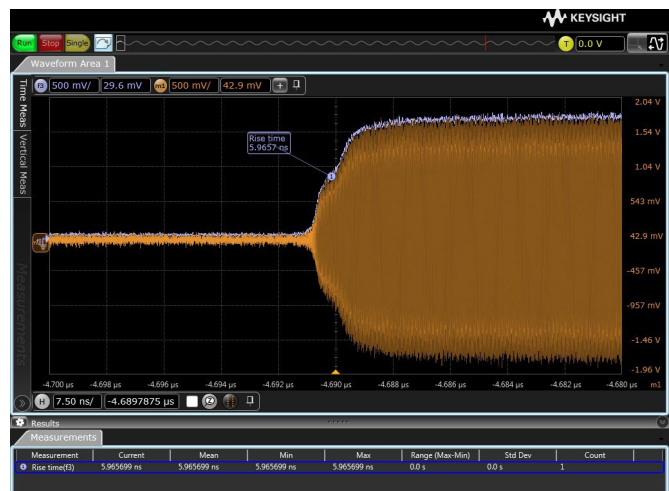 KEYSIGHT
Run Stop Single T 0.0 V
Waveform Area 1
f3 500 mV/ 29.6 mV m1 500 mV/ 42.9 mV +
Time Meas
Vertical Meas
Measurements
Rise time
5.9657 ns
2.04 V
1.54 V
1.04 V
543 mV
42.9 mV
-457 mV
-957 mV
-1.46 V
-1.96 V
-4.700 µs -4.698 µs -4.696 µs -4.694 µs -4.692 µs -4.690 µs -4.688 µs -4.686 µs -4.684 µs -4.682 µs -4.680 µs m1
H 7.50 ns/ -4.6897875 µs
Results
Measurements
Measurement Current Mean Min Max Range (Max-Min) Std Dev Count
Rise time(f3) 5.965699 ns 5.965699 ns 5.965699 ns 5.965699 ns 0.0 s 0.0 s 1